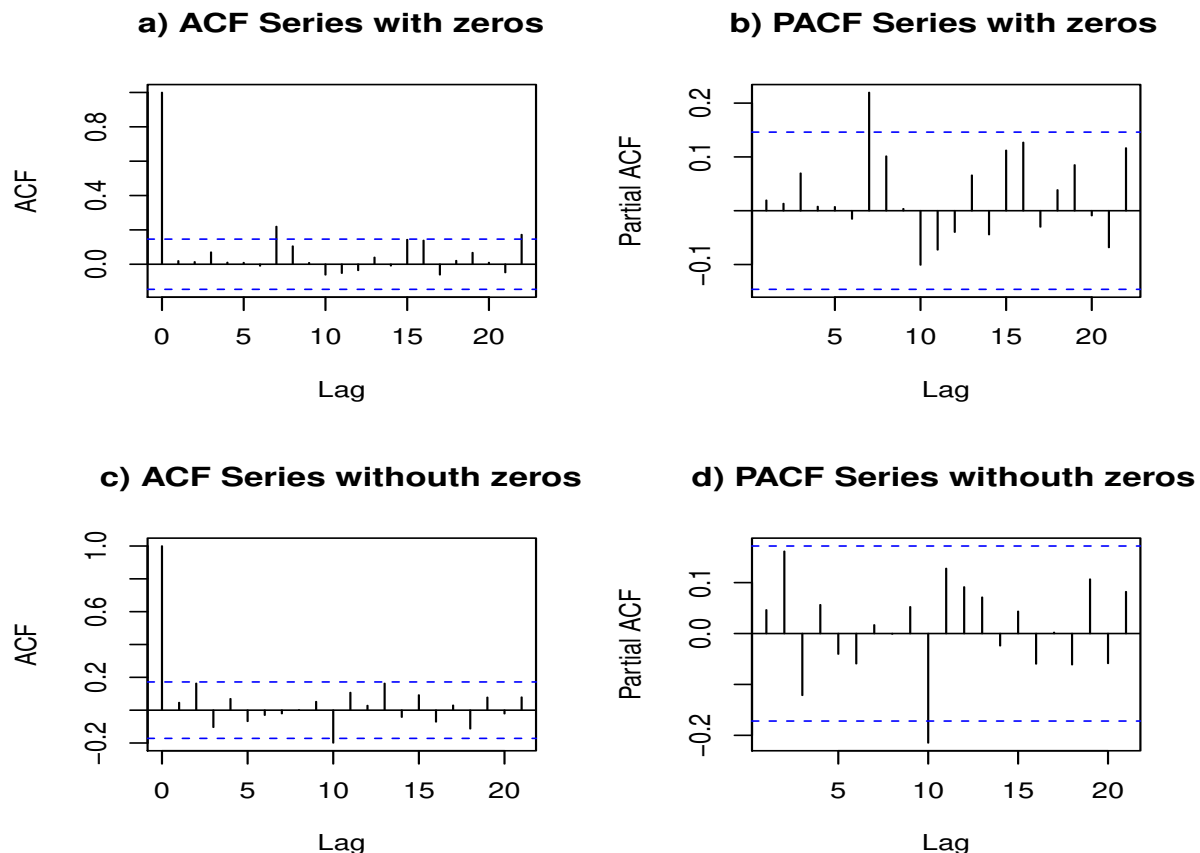 a) ACF Series with zeros
ACF
0.0 0.4 0.8
0 5 10 15 20
Lag
b) PACF Series with zeros
Partial ACF
-0.1 0.1 0.2
5 10 15 20
Lag
c) ACF Series withouth zeros
ACF
-0.2 0.2 0.6 1.0
0 5 10 15 20
Lag
d) PACF Series withouth zeros
Partial ACF
-0.2 0.0 0.1
5 10 15 20
Lag